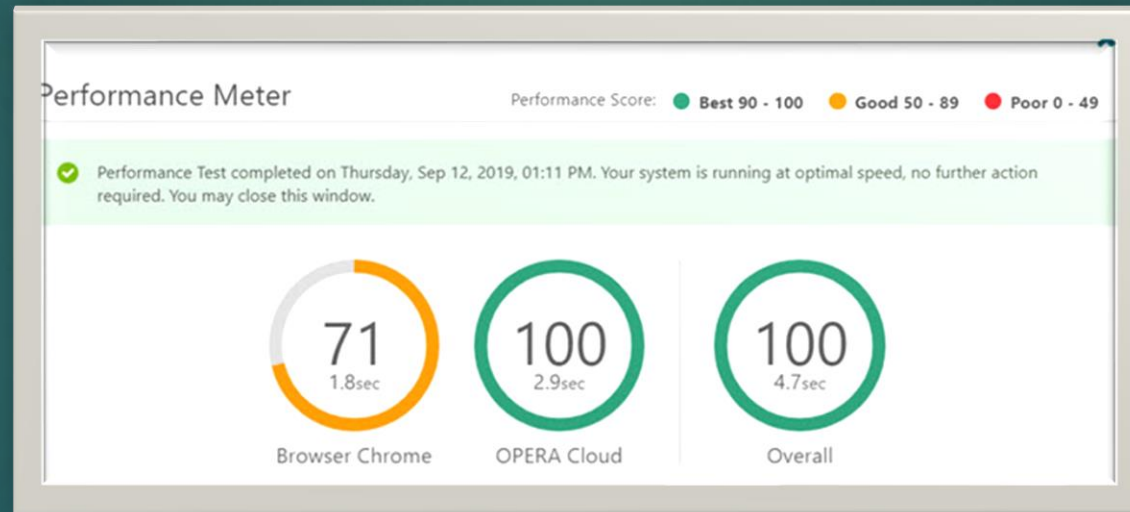 Performance Meter
Performance Score: Best 90 - 100 Good 50 - 89 Poor 0 - 49
Performance Test completed on Thursday, Sep 12, 2019, 01:11 PM. Your system is running at optimal speed, no further action
required. You may close this window.
71
1.8sec
Browser Chrome
100
2.9sec
OPERA Cloud
100
4.7sec
Overall